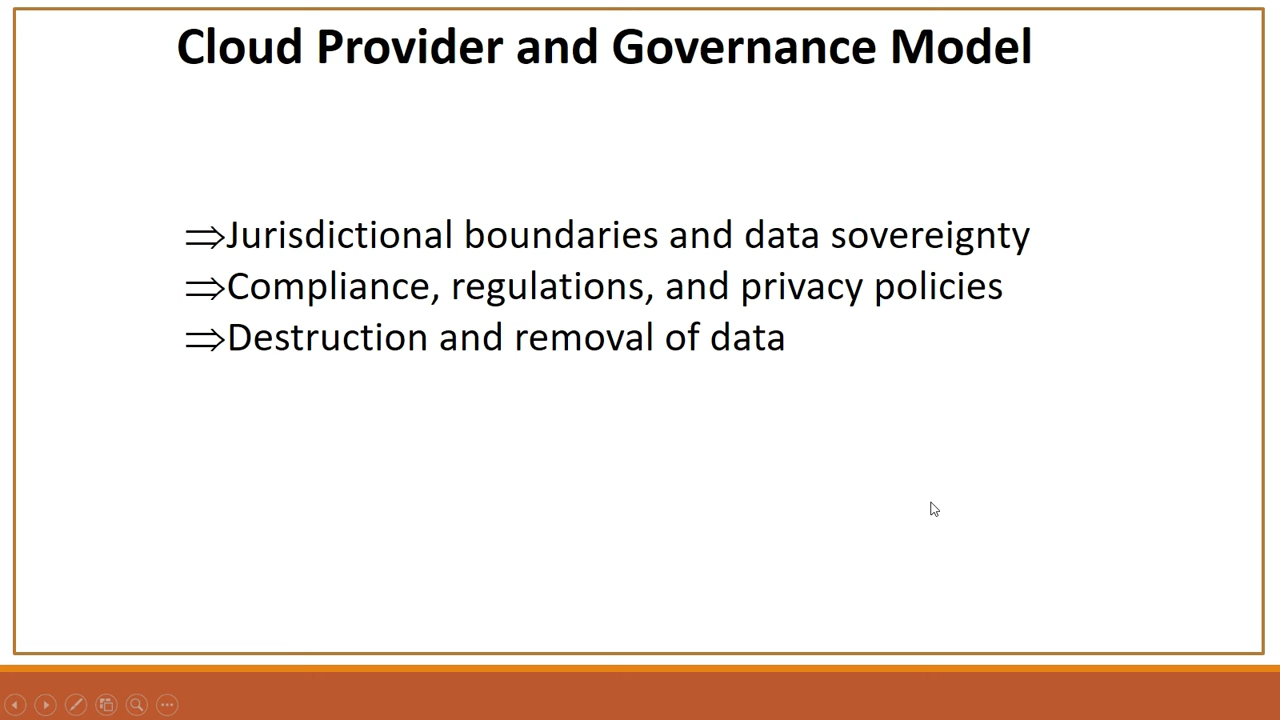 Cloud Provider and Governance Model
⇒Jurisdictional boundaries and data sovereignty
⇒Compliance, regulations, and privacy policies
⇒Destruction and removal of data